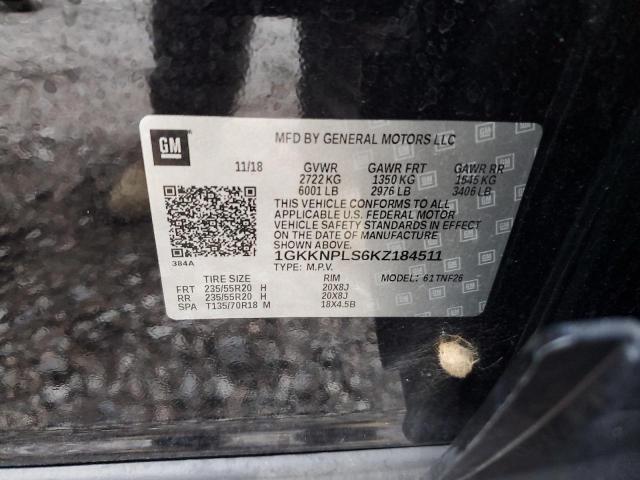 GM
MFD BY GENERAL MOTORS LLC
11/18 GVWR GAWR FRT GAWR RR
2722 KG 1350 KG 1545 KG
6001 LB 2976 LB 3406 LB
THIS VEHICLE CONFORMS TO ALL
APPLICABLE U.S. FEDERAL MOTOR
VEHICLE SAFETY STANDARDS IN EFFECT
ON THE DATE OF MANUFACTURE
SHOWN ABOVE.
384A
1GKKNPLS6KZ184511
TYPE: M.P.V. MODEL: 61TNF26
TIRE SIZE RIM
FRT 235/55R20 H 20X8J
RR 235/55R20 H 20X8J
SPA T135/70R18 M 18X4.5B